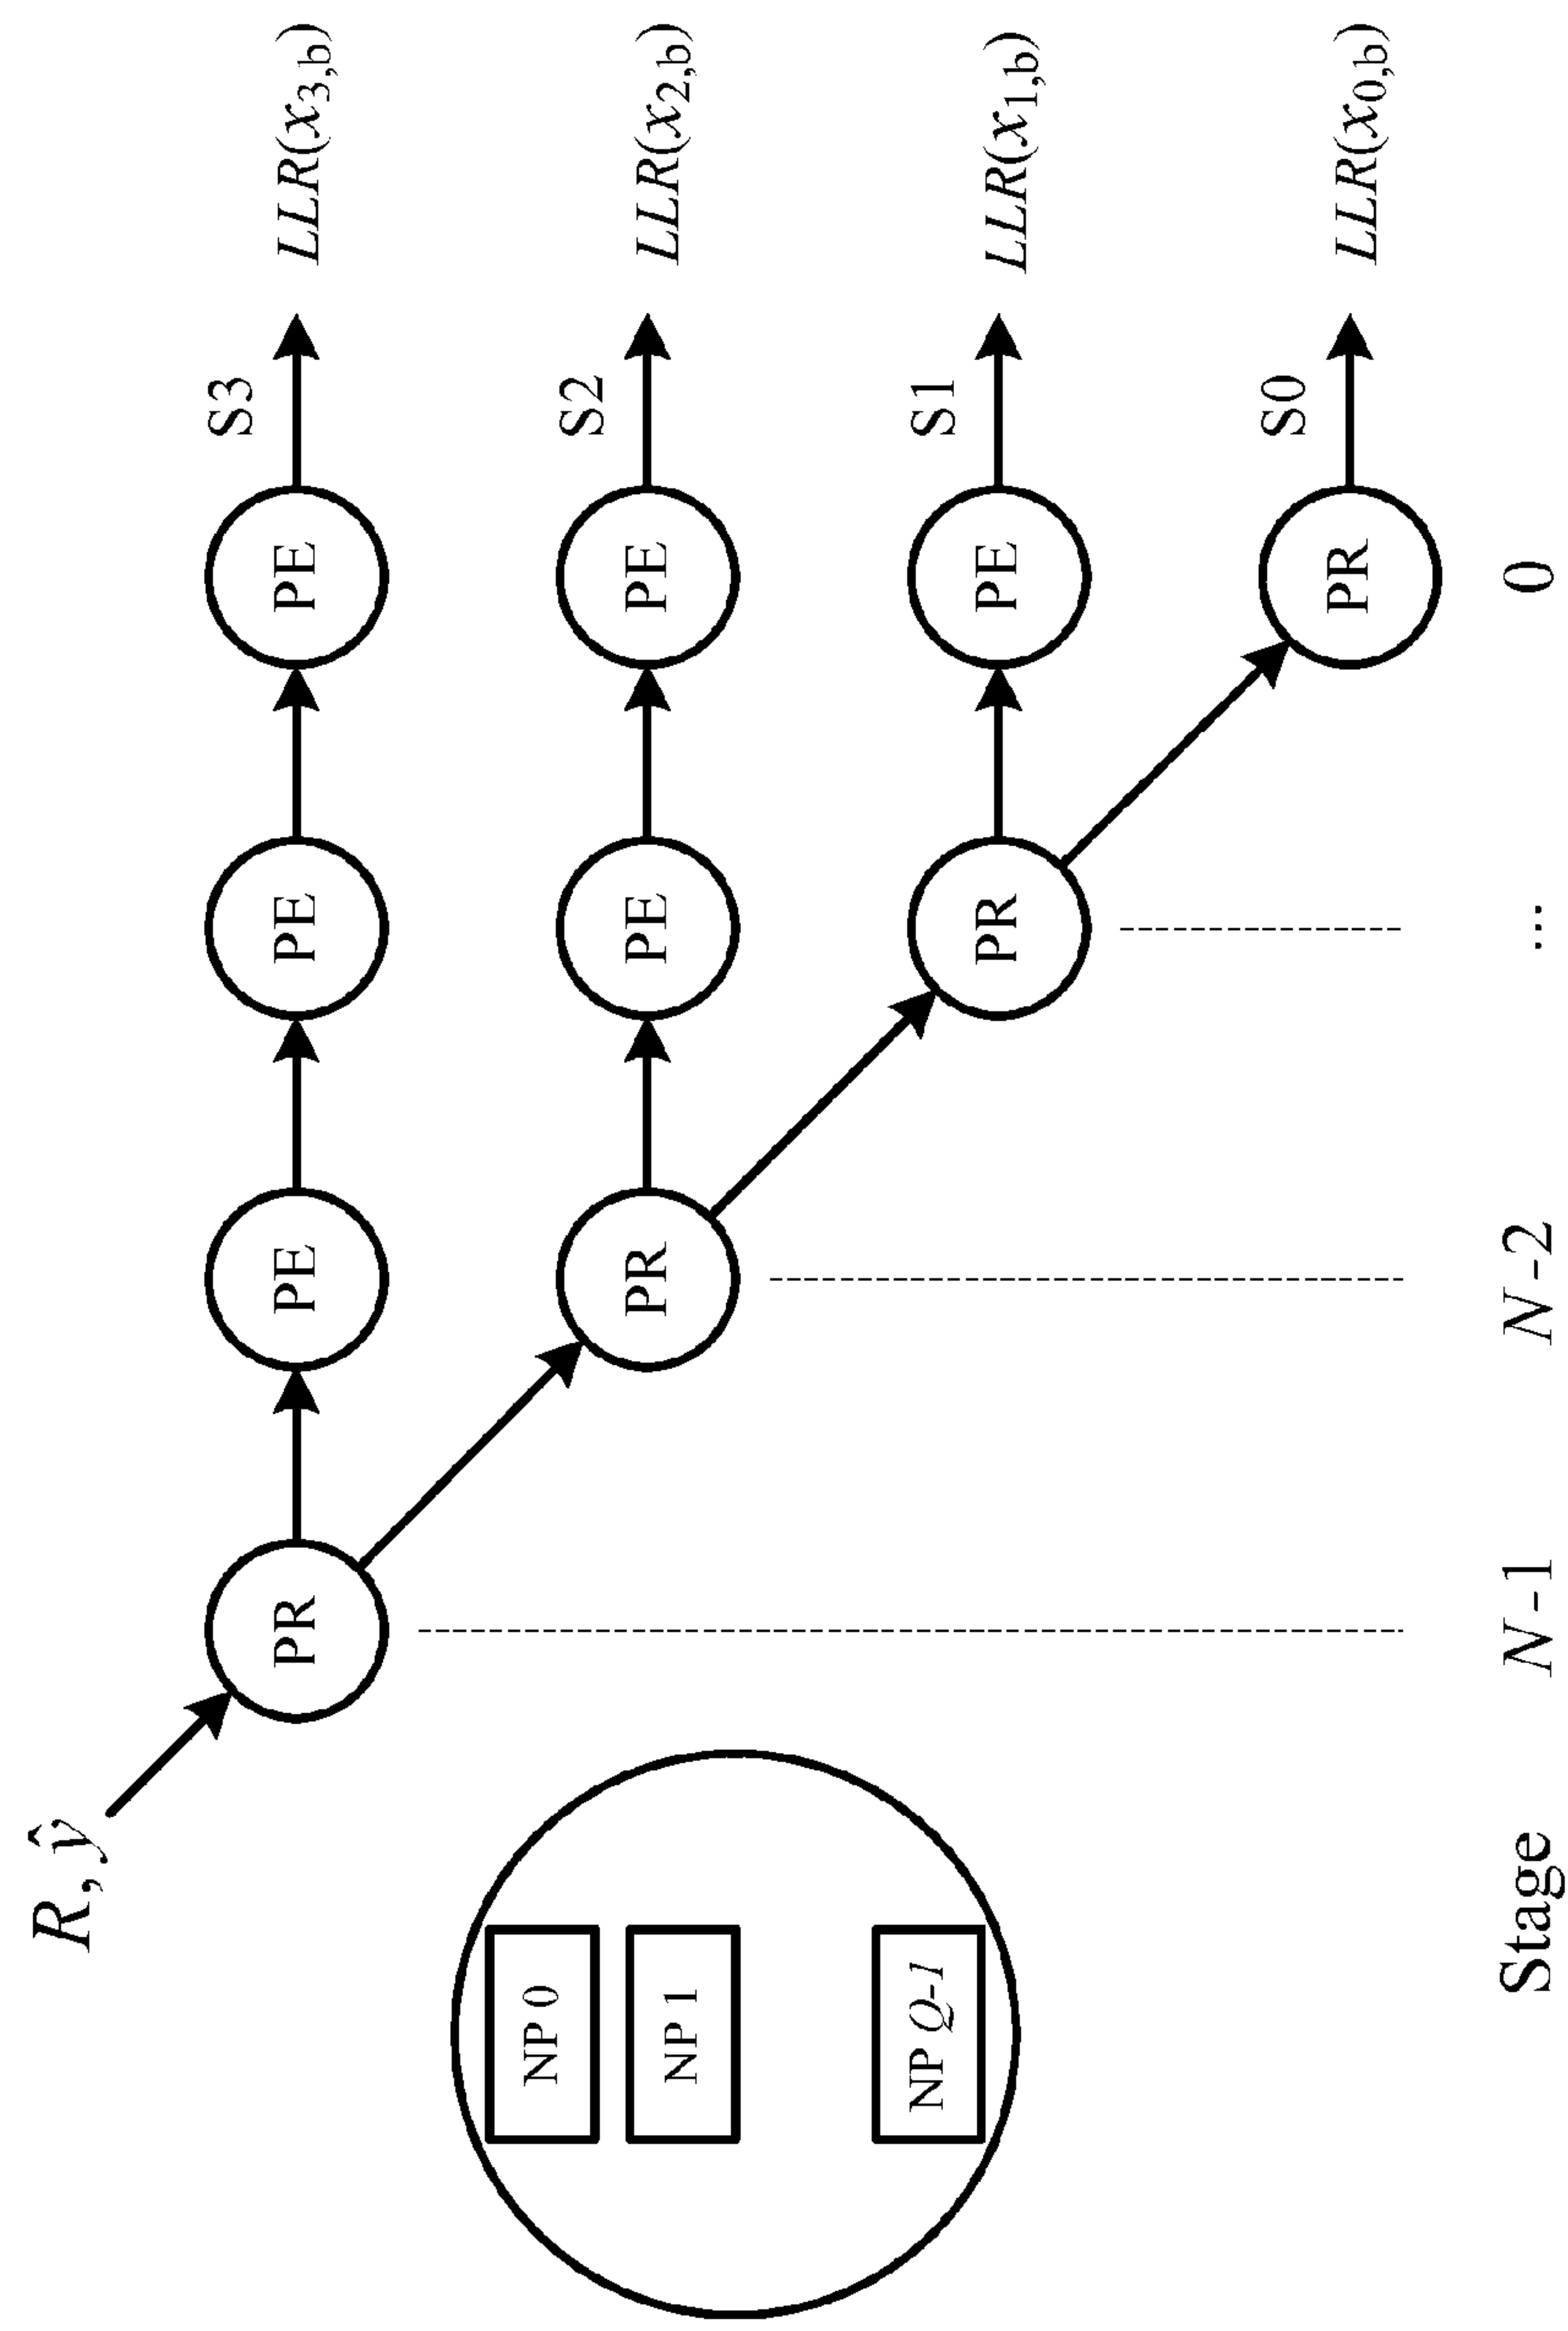 R, ŷ
PR PE PE PE S3 LLR(x3,b)
PR PE PE S2 LLR(x2,b)
PR PE S1 LLR(x1,b)
PR S0 LLR(x0,b)
NP 0
NP 1
NP Q-1
Stage N-1 N-2 ... 0